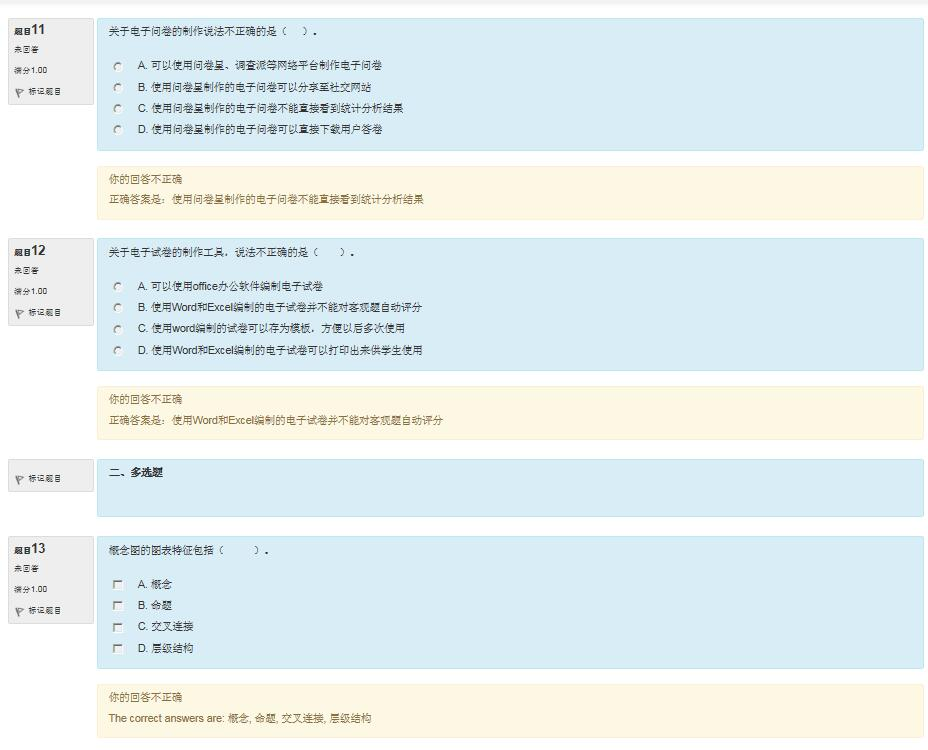 题目11
未回答
满分1.00
标记题目
关于电子问卷的制作说法不正确的是（ ）。
A. 可以使用问卷星、调查派等网络平台制作电子问卷
B. 使用问卷星制作的电子问卷可以分享至社交网站
C. 使用问卷星制作的电子问卷不能直接看到统计分析结果
D. 使用问卷星制作的电子问卷可以直接下载用户答卷
你的回答不正确
正确答案是：使用问卷星制作的电子问卷不能直接看到统计分析结果
题目12
未回答
满分1.00
标记题目
关于电子试卷的制作工具，说法不正确的是（ ）。
A. 可以使用office办公软件编制电子试卷
B. 使用Word和Excel编制的电子试卷并不能对客观题自动评分
C. 使用word编制的试卷可以存为模板，方便以后多次使用
D. 使用Word和Excel编制的电子试卷可以打印出来供学生使用
你的回答不正确
正确答案是：使用Word和Excel编制的电子试卷并不能对客观题自动评分
标记题目
二、多选题
题目13
未回答
满分1.00
标记题目
概念图的图表特征包括（ ）。
A. 概念
B. 命题
C. 交叉连接
D. 层级结构
你的回答不正确
The correct answers are: 概念, 命题, 交叉连接, 层级结构